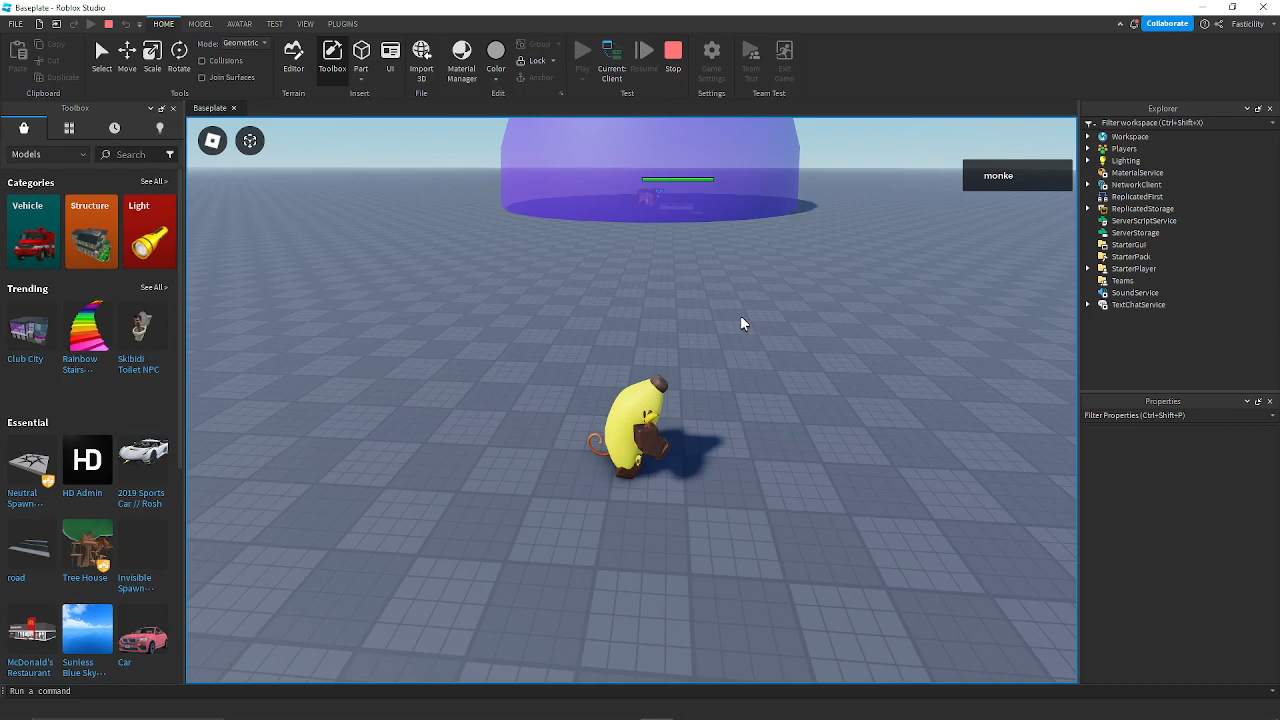 Baseplate - Roblox Studio
FILE HOME MODEL AVATAR TEST VIEW PLUGINS Collaborate Fasticility
Paste Copy Cut Duplicate Clipboard
Select Move Scale Rotate Mode: Geometric Collisions Join Surfaces Tools
Editor Terrain
Toolbox Part UI Insert
Import 3D File
Material Manager Color Group Lock Anchor Edit
Play Current: Client Resume Stop Test
Game Settings Settings
Team Test Exit Game Team Test
Toolbox
Models Search
Categories See All>
Vehicle Structure Light
Trending See All>
Club City
Rainbow Stairs...
Skibidi Toilet NPC
Essential
HD
Neutral Spawn...
HD Admin
2019 Sports Car // Rosh
road
Tree House
Invisible Spawn...
McDonald's Restaurant
Sunless Blue Sky...
Car
Baseplate
monke
Explorer
Filter workspace (Ctrl+Shift+X)
Workspace
Players
Lighting
MaterialService
NetworkClient
ReplicatedFirst
ReplicatedStorage
ServerScriptService
ServerStorage
StarterGui
StarterPack
StarterPlayer
Teams
SoundService
TextChatService
Properties
Filter Properties (Ctrl+Shift+P)
Run a command